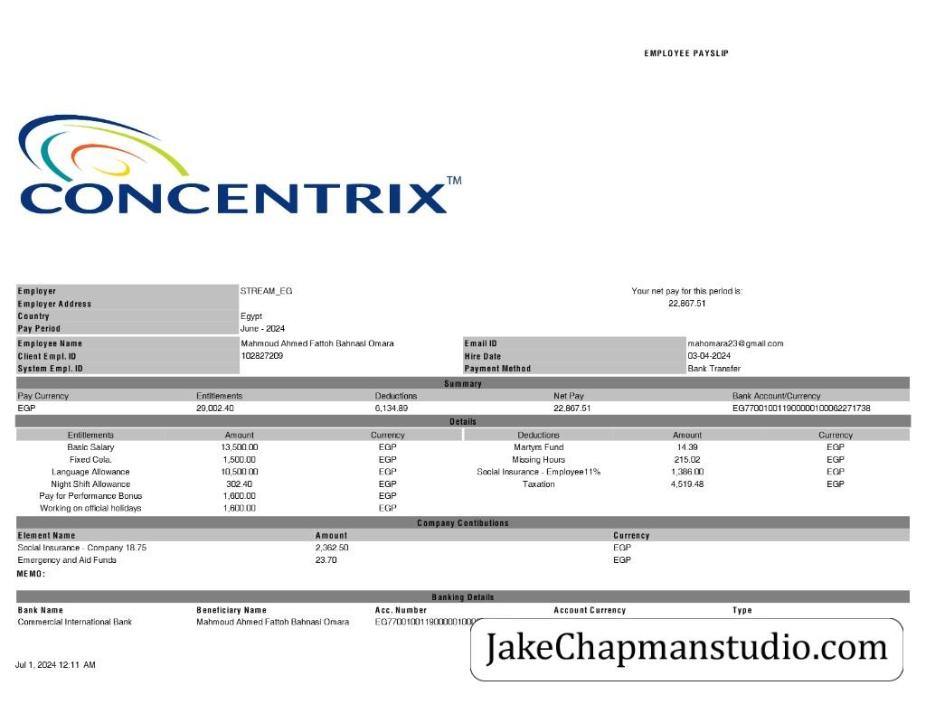 EMPLOYEE PAYSLIP
CONCENTRIX™
Employer STREAM_EG Your net pay for this period is:
Employer Address 22,867.51
Country Egypt
Pay Period June - 2024
Employee Name Mahmoud Ahmed Fattoh Bahnasi Omara Email ID mahomara23@gmail.com
Client Empl. ID 102827209 Hire Date 03-04-2024
System Empl. ID Payment Method Bank Transfer
Summary
Pay Currency Entitlements Deductions Net Pay Bank Account/Currency
EGP 29,002.40 6,134.89 22,867.51 EG770010011900000100062271738
Details
Entitlements Amount Currency Deductions Amount Currency
Basic Salary 13,500.00 EGP Martyrs Fund 14.39 EGP
Fixed Cola. 1,500.00 EGP Missing Hours 215.02 EGP
Language Allowance 10,500.00 EGP Social Insurance - Employee11% 1,386.00 EGP
Night Shift Allowance 302.40 EGP Taxation 4,519.48 EGP
Pay for Performance Bonus 1,600.00 EGP
Working on official holidays 1,600.00 EGP
Company Contibutions
Element Name Amount Currency
Social Insurance - Company 18.75 2,362.50 EGP
Emergency and Aid Funds 23.70 EGP
MEMO:
Banking Details
Bank Name Beneficiary Name Acc. Number Account Currency Type
Commercial International Bank Mahmoud Ahmed Fattoh Bahnasi Omara
JakeChapmanstudio.com
Jul 1, 2024 12:11 AM